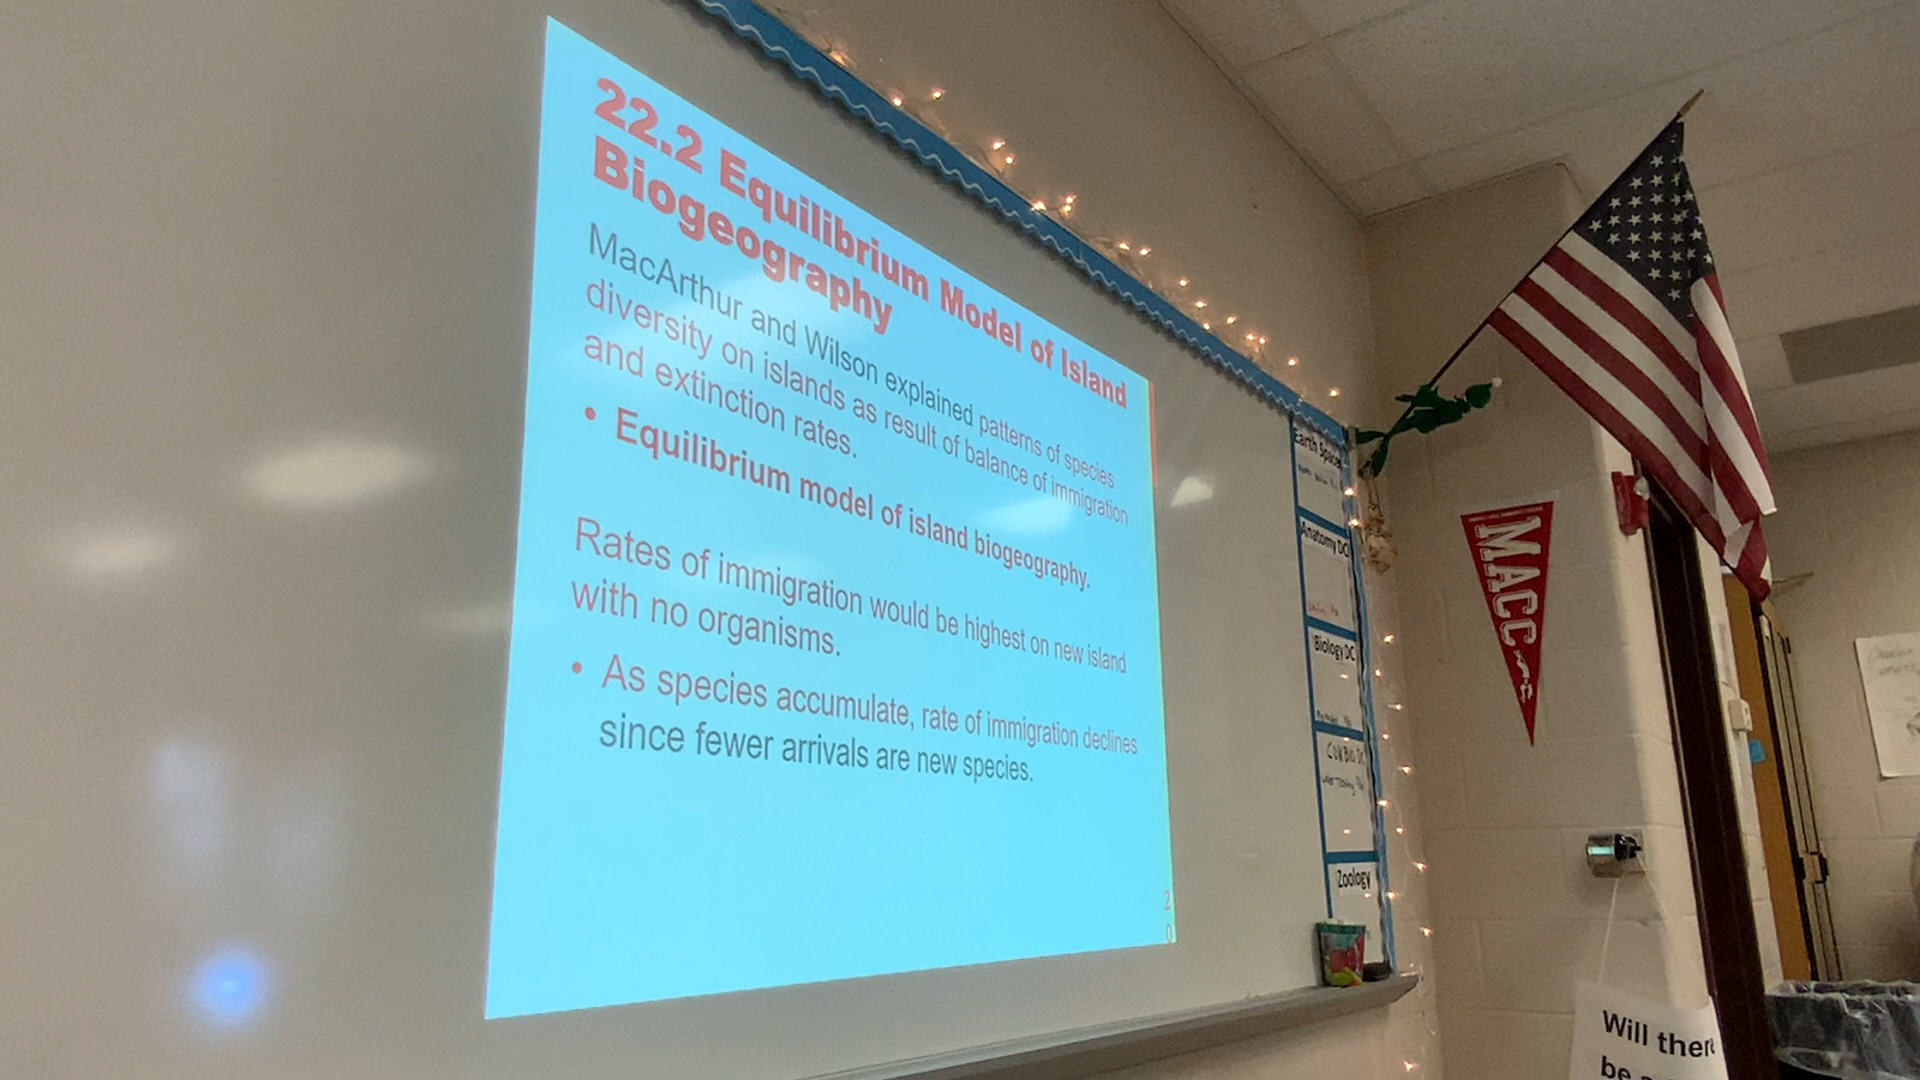 22.2 Equilibrium Model of Island
Biogeography
MacArthur and Wilson explained patterns of species
diversity on islands as result of balance of immigration
and extinction rates.
• Equilibrium model of island biogeography.
Rates of immigration would be highest on new island
with no organisms.
• As species accumulate, rate of immigration declines
since fewer arrivals are new species.
2
0
Earth Space
Anatomy DC
Biology DC
Zoology
MACC
Will there
be